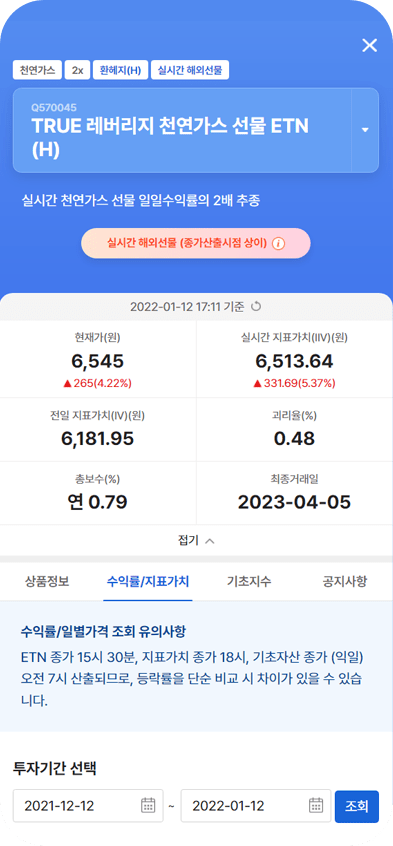 천연가스 2x 환헤지(H) 실시간 해외선물
Q570045
TRUE 레버리지 천연가스 선물 ETN
(H)
실시간 천연가스 선물 일일수익률의 2배 추종
실시간 해외선물 (종가산출시점 상이) i
2022-01-12 17:11 기준
현재가(원) 실시간 지표가치(IIV)(원)
6,545 6,513.64
▲265(4.22%) ▲331.69(5.37%)
전일 지표가치(IV)(원) 괴리율(%)
6,181.95 0.48
총보수(%) 최종거래일
연 0.79 2023-04-05
접기
상품정보 수익률/지표가치 기초지수 공지사항
수익률/일별가격 조회 유의사항
ETN 종가 15시 30분, 지표가치 종가 18시, 기초자산 종가 (익일)
오전 7시 산출되므로, 등락률을 단순 비교 시 차이가 있을 수 있습
니다.
투자기간 선택
2021-12-12 ~ 2022-01-12 조회